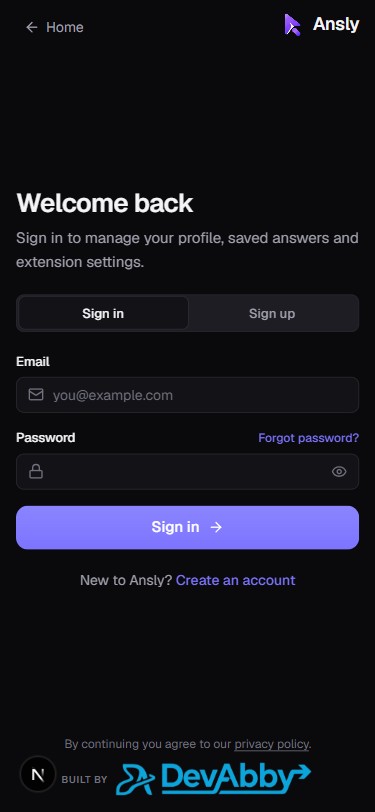 Home
Ansly
Welcome back
Sign in to manage your profile, saved answers and
extension settings.
Sign in
Sign up
Email
you@example.com
Password
Forgot password?
Sign in
New to Ansly? Create an account
By continuing you agree to our privacy policy.
N
BUILT BY
DevAbby